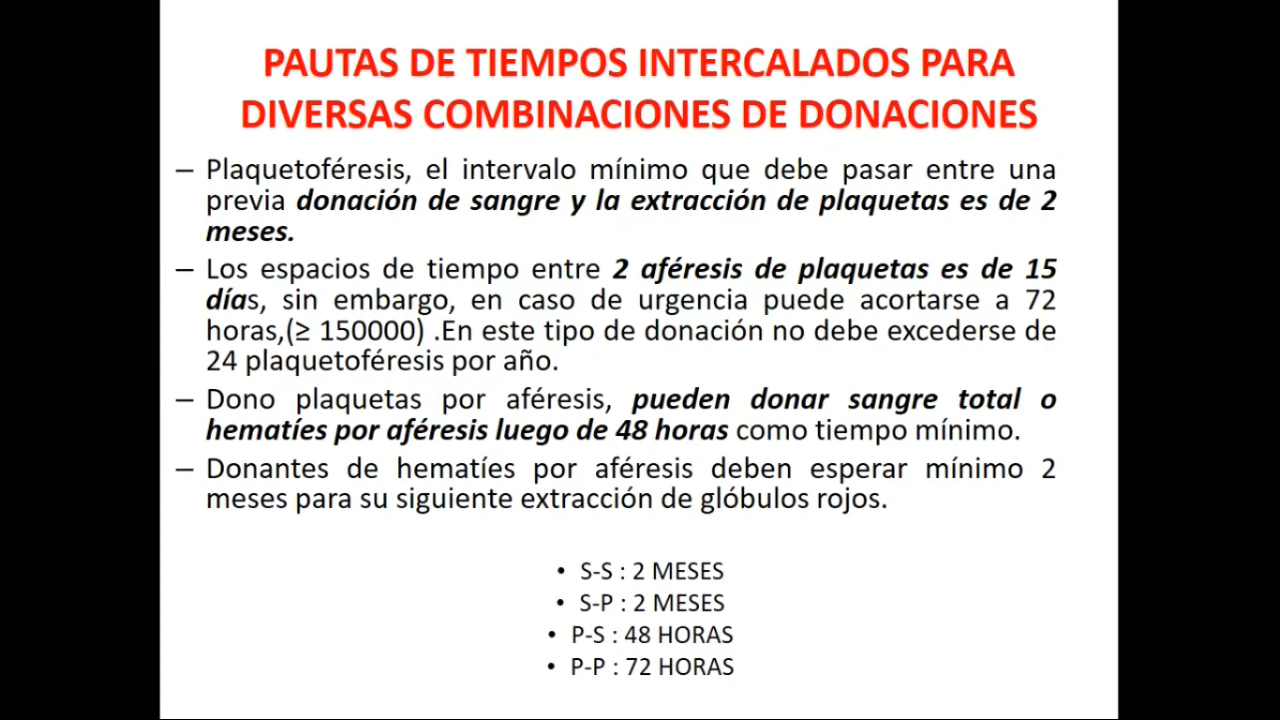 PAUTAS DE TIEMPOS INTERCALADOS PARA
DIVERSAS COMBINACIONES DE DONACIONES
– Plaquetoféresis, el intervalo mínimo que debe pasar entre una
previa donación de sangre y la extracción de plaquetas es de 2
meses.
– Los espacios de tiempo entre 2 aféresis de plaquetas es de 15
días, sin embargo, en caso de urgencia puede acortarse a 72
horas,(≥ 150000) .En este tipo de donación no debe excederse de
24 plaquetoféresis por año.
– Dono plaquetas por aféresis, pueden donar sangre total o
hematíes por aféresis luego de 48 horas como tiempo mínimo.
– Donantes de hematíes por aféresis deben esperar mínimo 2
meses para su siguiente extracción de glóbulos rojos.
• S-S : 2 MESES
• S-P : 2 MESES
• P-S : 48 HORAS
• P-P : 72 HORAS